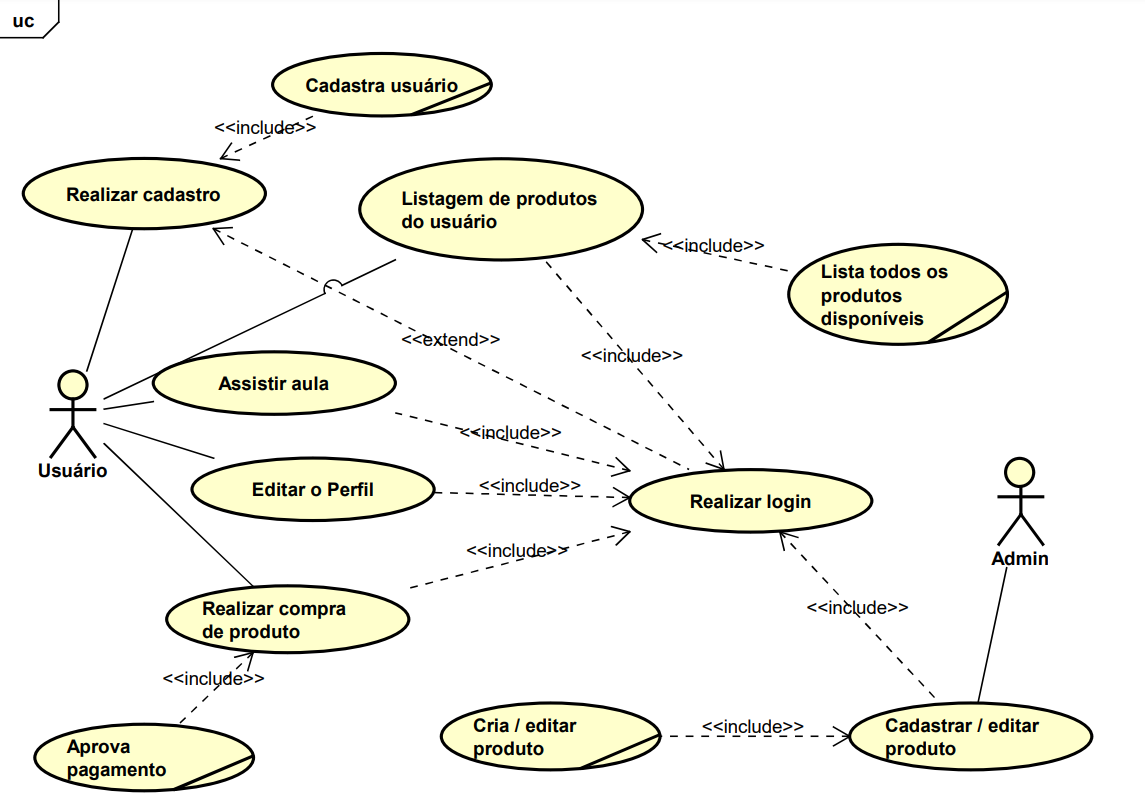 uc
Cadastra usuário
<<include>>
Realizar cadastro
Listagem de produtos
do usuário
<<include>>
Lista todos os
produtos
disponíveis
<<extend>>
<<include>>
Assistir aula
<<include>>
Usuário
Editar o Perfil
<<include>>
Realizar login
Admin
<<include>>
Realizar compra
de produto
<<include>>
<<include>>
Aprova
pagamento
Cria / editar
produto
<<include>>
Cadastrar / editar
produto